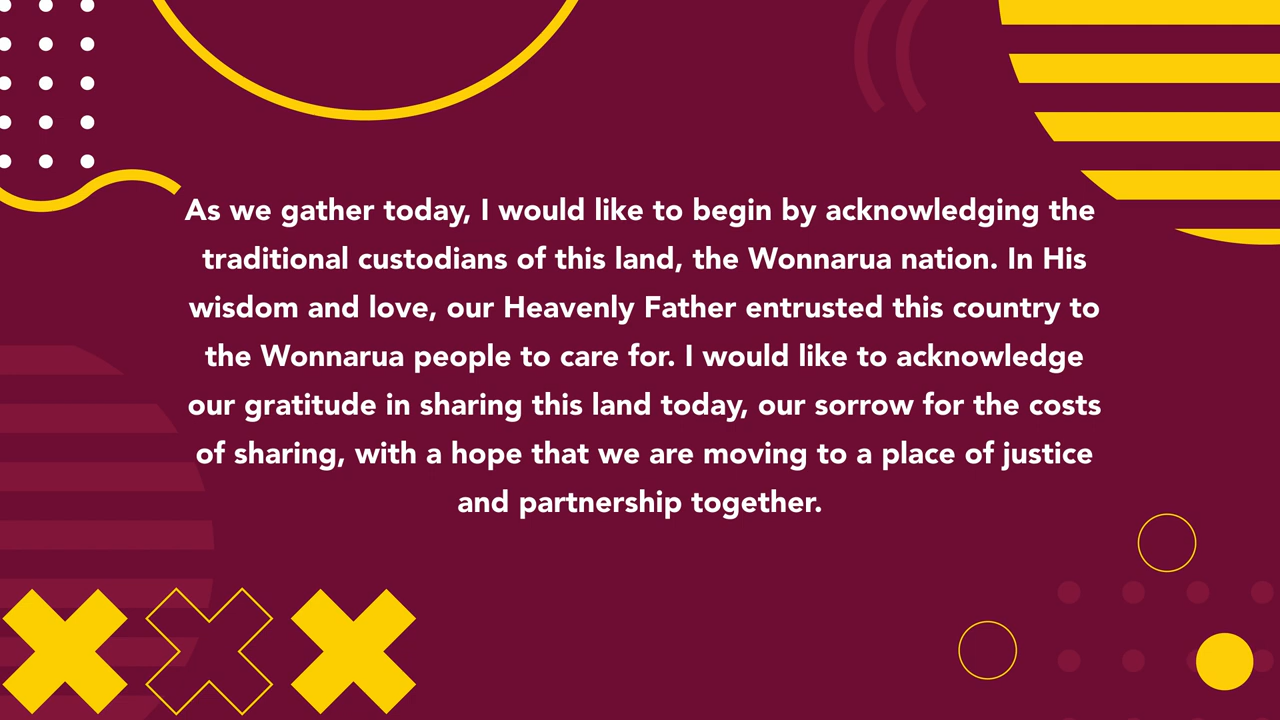 As we gather today, I would like to begin by acknowledging the
traditional custodians of this land, the Wonnarua nation. In His
wisdom and love, our Heavenly Father entrusted this country to
the Wonnarua people to care for. I would like to acknowledge
our gratitude in sharing this land today, our sorrow for the costs
of sharing, with a hope that we are moving to a place of justice
and partnership together.